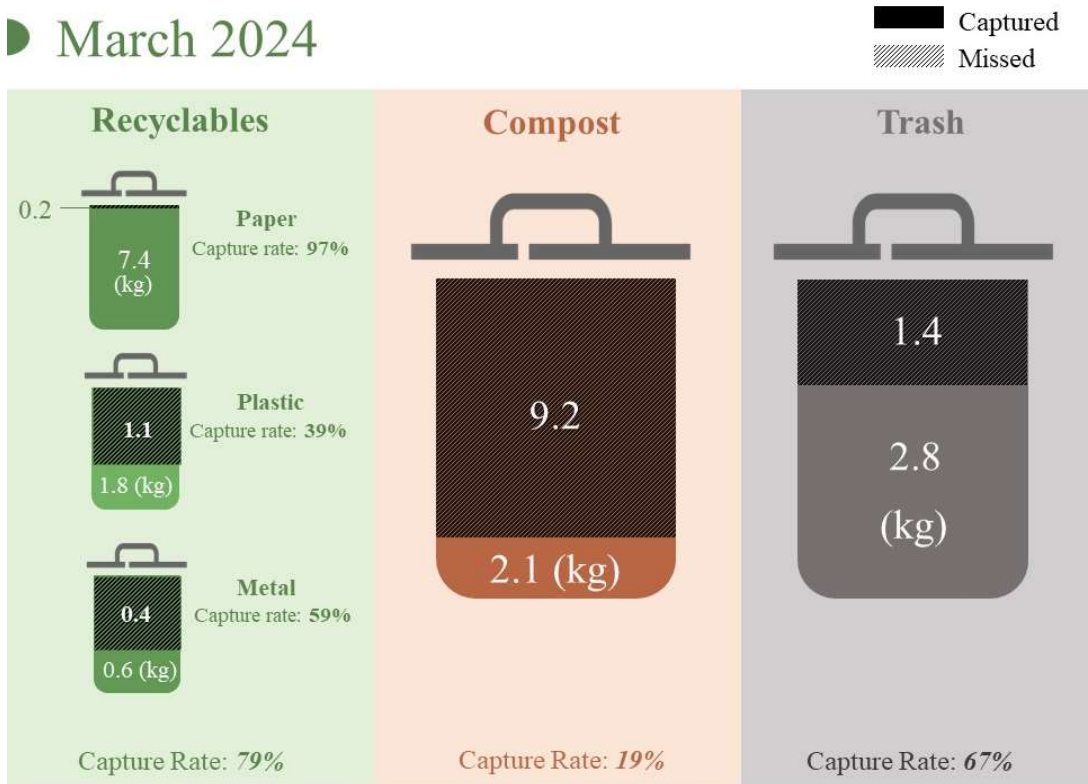 March 2024
Captured
Missed
Recyclables
0.2
7.4
(kg)
Paper
Capture rate: 97%
1.1
1.8 (kg)
Plastic
Capture rate: 39%
0.4
0.6 (kg)
Metal
Capture rate: 59%
Capture Rate: 79%
Compost
9.2
2.1 (kg)
Capture Rate: 19%
Trash
1.4
2.8
(kg)
Capture Rate: 67%